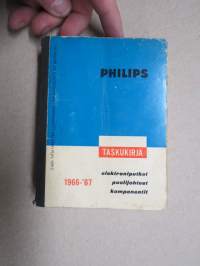 PHILIPS
TASKUKIRJA
1966-'67
elektroniputket
puolijohteet
komponentit